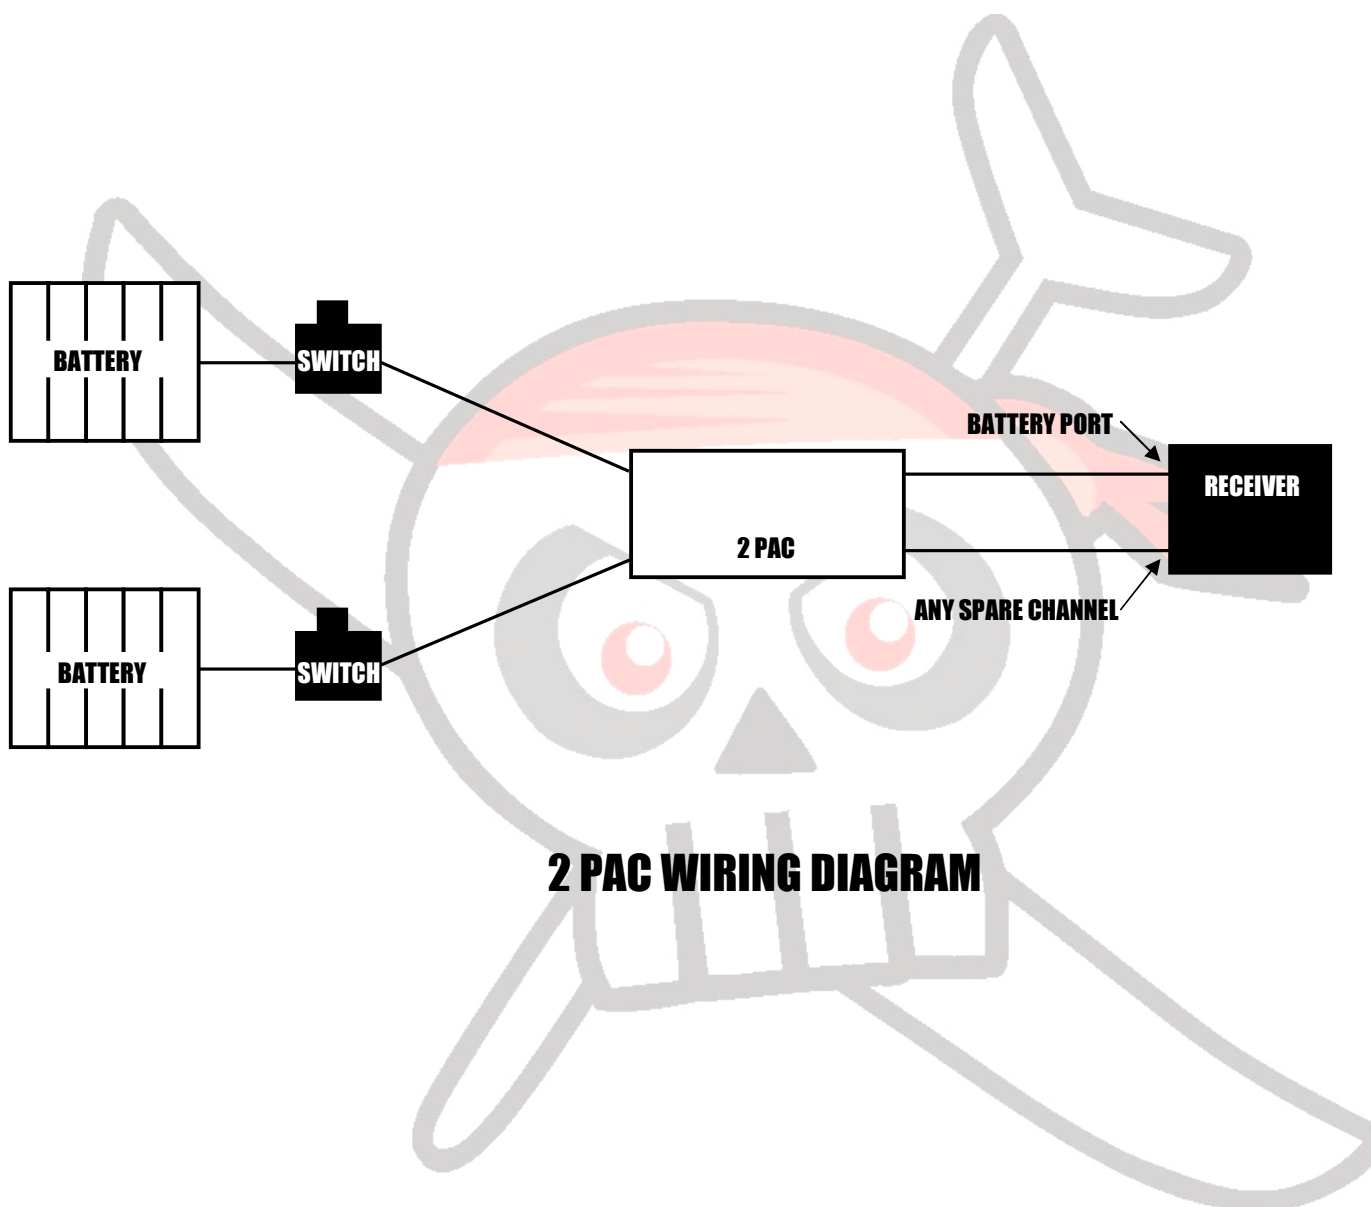 BATTERY
SWITCH
BATTERY PORT
RECEIVER
2 PAC
ANY SPARE CHANNEL
BATTERY
SWITCH
2 PAC WIRING DIAGRAM